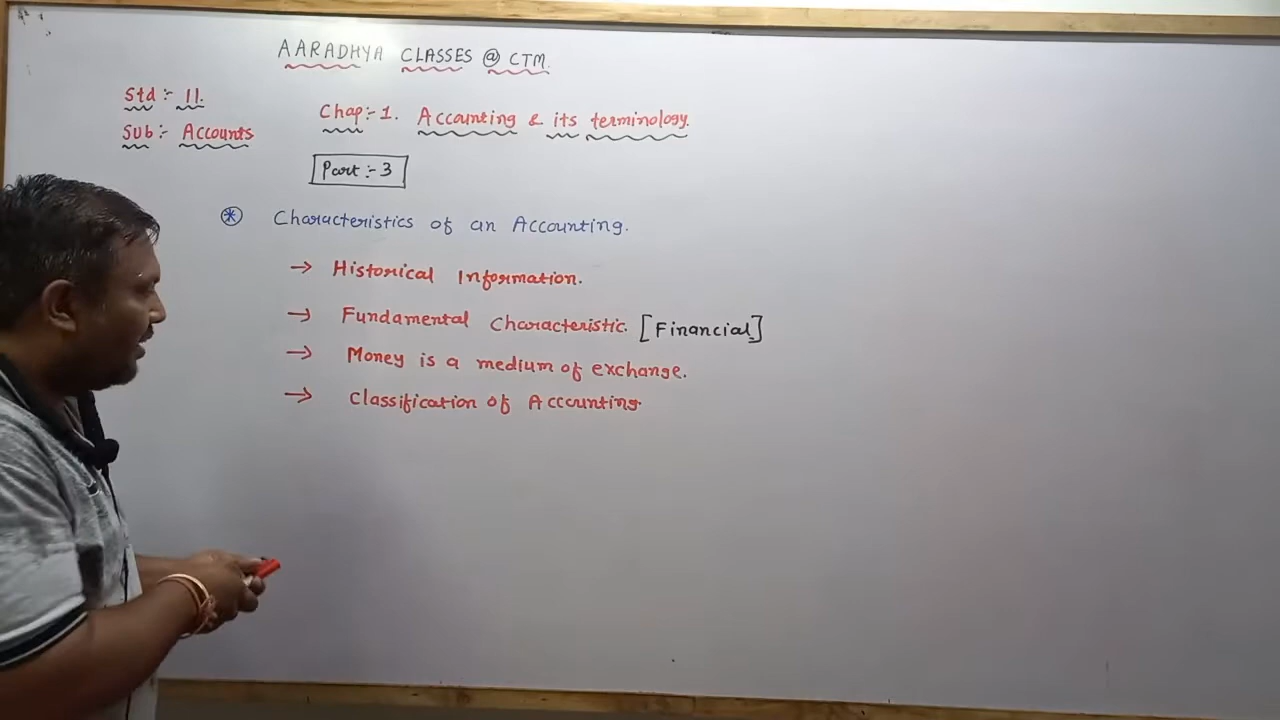 AARADHYA CLASSES @ CTM.
Std :- 11.
Sub :- Accounts
Chap:- 1. Accounting & its terminology.
Part :- 3
* Characteristics of an Accounting.
→ Historical Information.
→ Fundamental Characteristic. [Financial.]
→ Money is a medium of exchange.
→ Classification of Accounting.